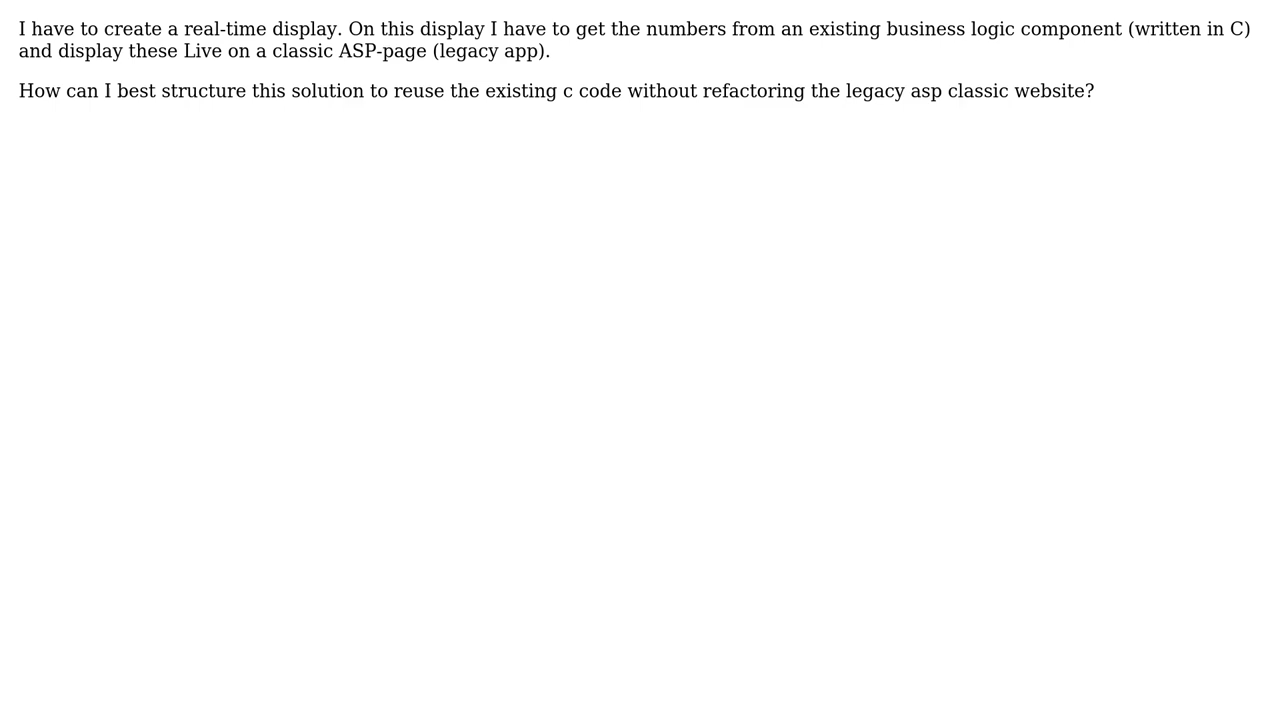 I have to create a real-time display. On this display I have to get the numbers from an existing business logic component (written in C)
and display these Live on a classic ASP-page (legacy app).
How can I best structure this solution to reuse the existing c code without refactoring the legacy asp classic website?